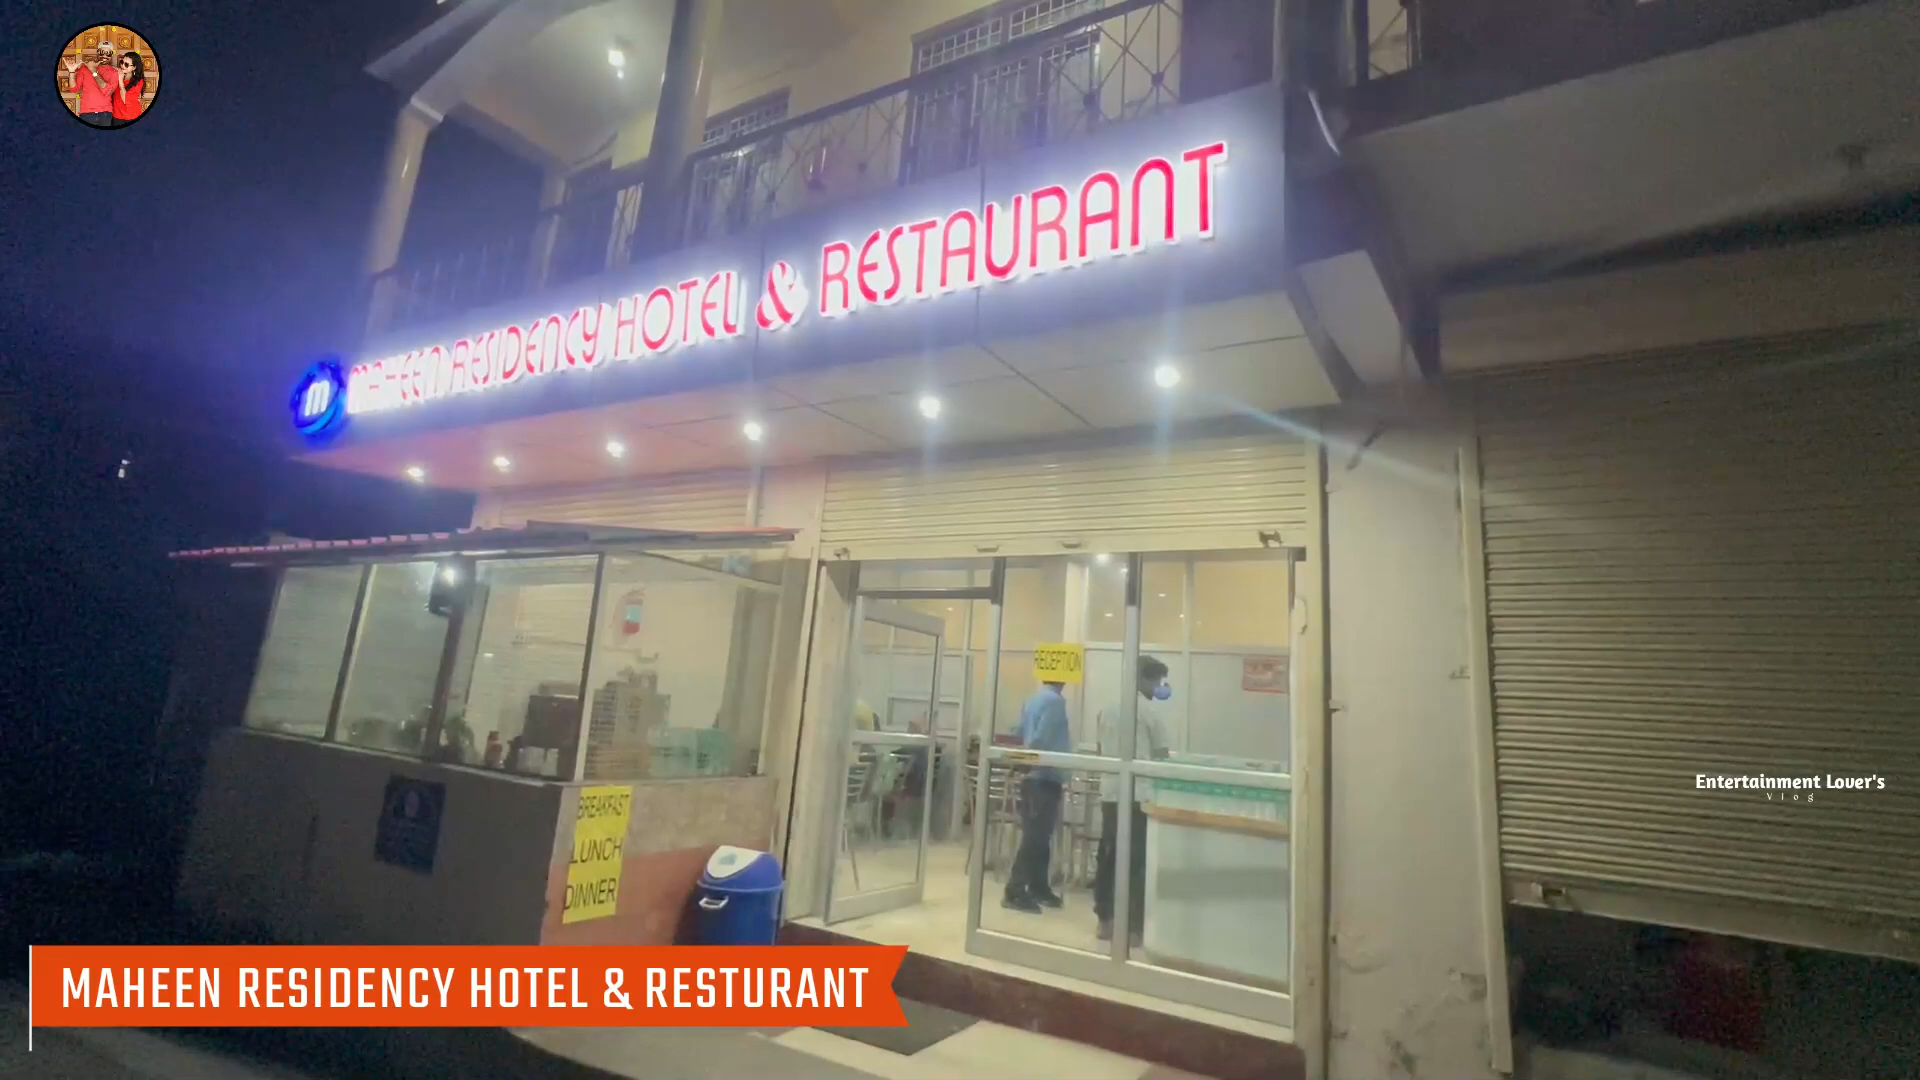 m MAHEEN RESIDENCY HOTEL & RESTAURANT
RECEPTION
BREAKFAST
LUNCH
DINNER
Entertainment Lover's
Vlog
MAHEEN RESIDENCY HOTEL & RESTURANT